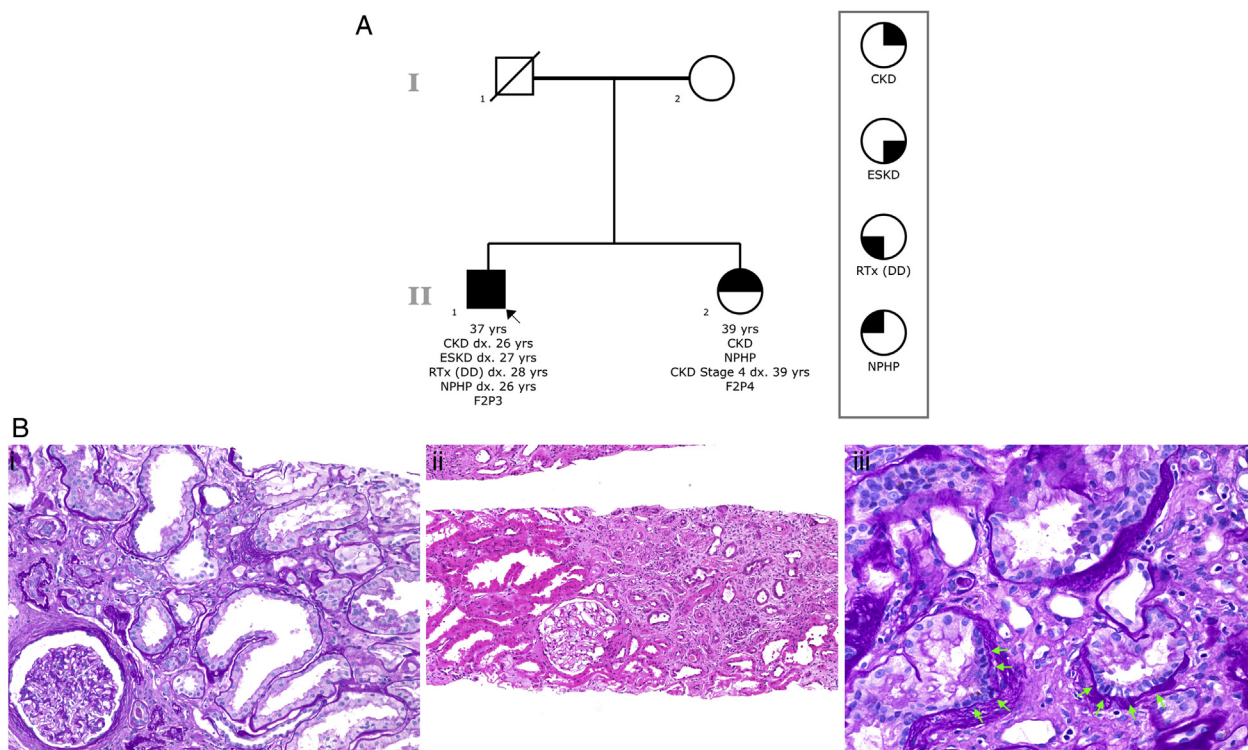 A
I
1
2
II
1
2
37 yrs
CKD dx. 26 yrs
ESKD dx. 27 yrs
RTx (DD) dx. 28 yrs
NPHP dx. 26 yrs
F2P3
39 yrs
CKD
NPHP
CKD Stage 4 dx. 39 yrs
F2P4
CKD
ESKD
RTx (DD)
NPHP
B
i
ii
iii